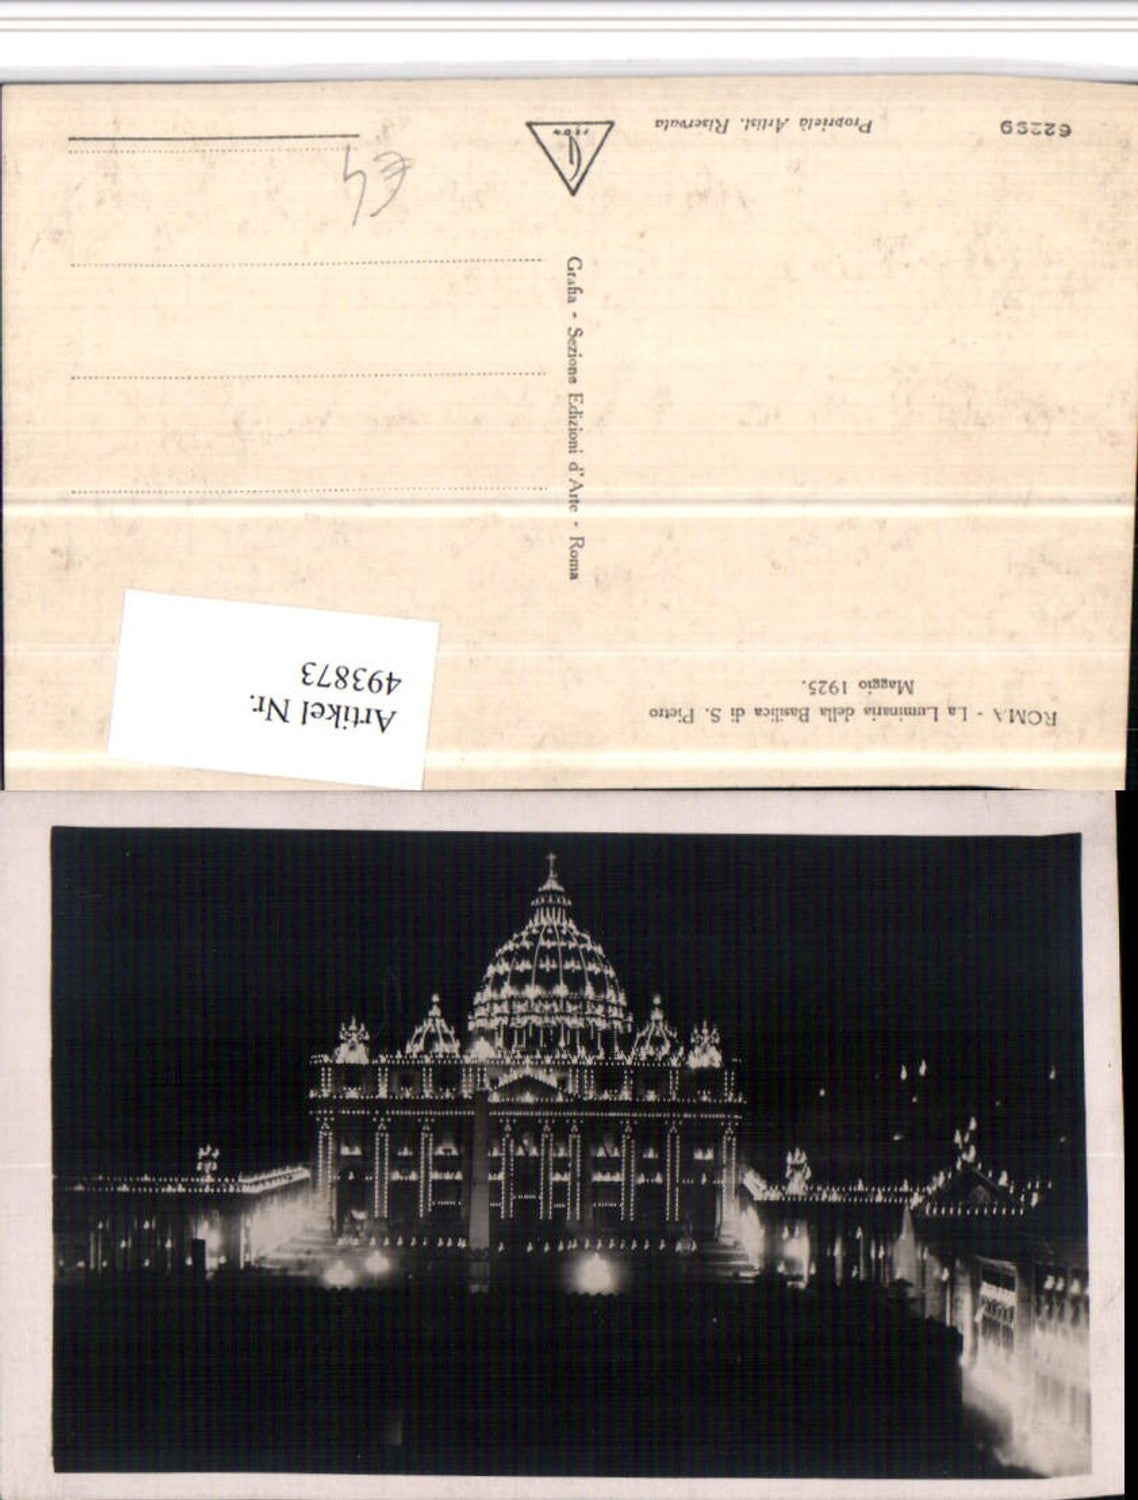 ROMA - La Luminaria della Basilica di S. Pietro
Maggio 1925.
Grafia - Sezione Edizioni d'Arte - Roma
62259
Proprietà Artist. Riservata
€4
Artikel Nr.
493873